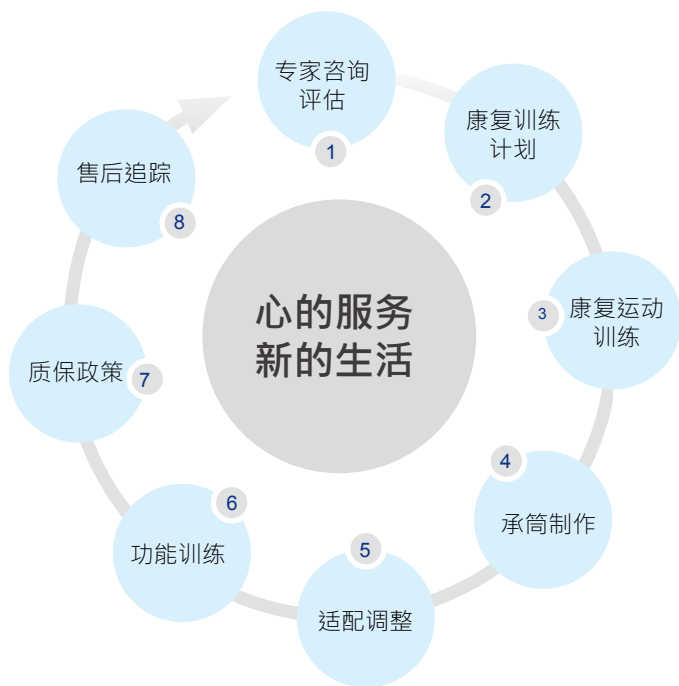 心的服务
新的生活
专家咨询
评估
1
康复训练
计划
2
3
康复运动
训练
4
承筒制作
5
适配调整
6
功能训练
质保政策
7
售后追踪
8